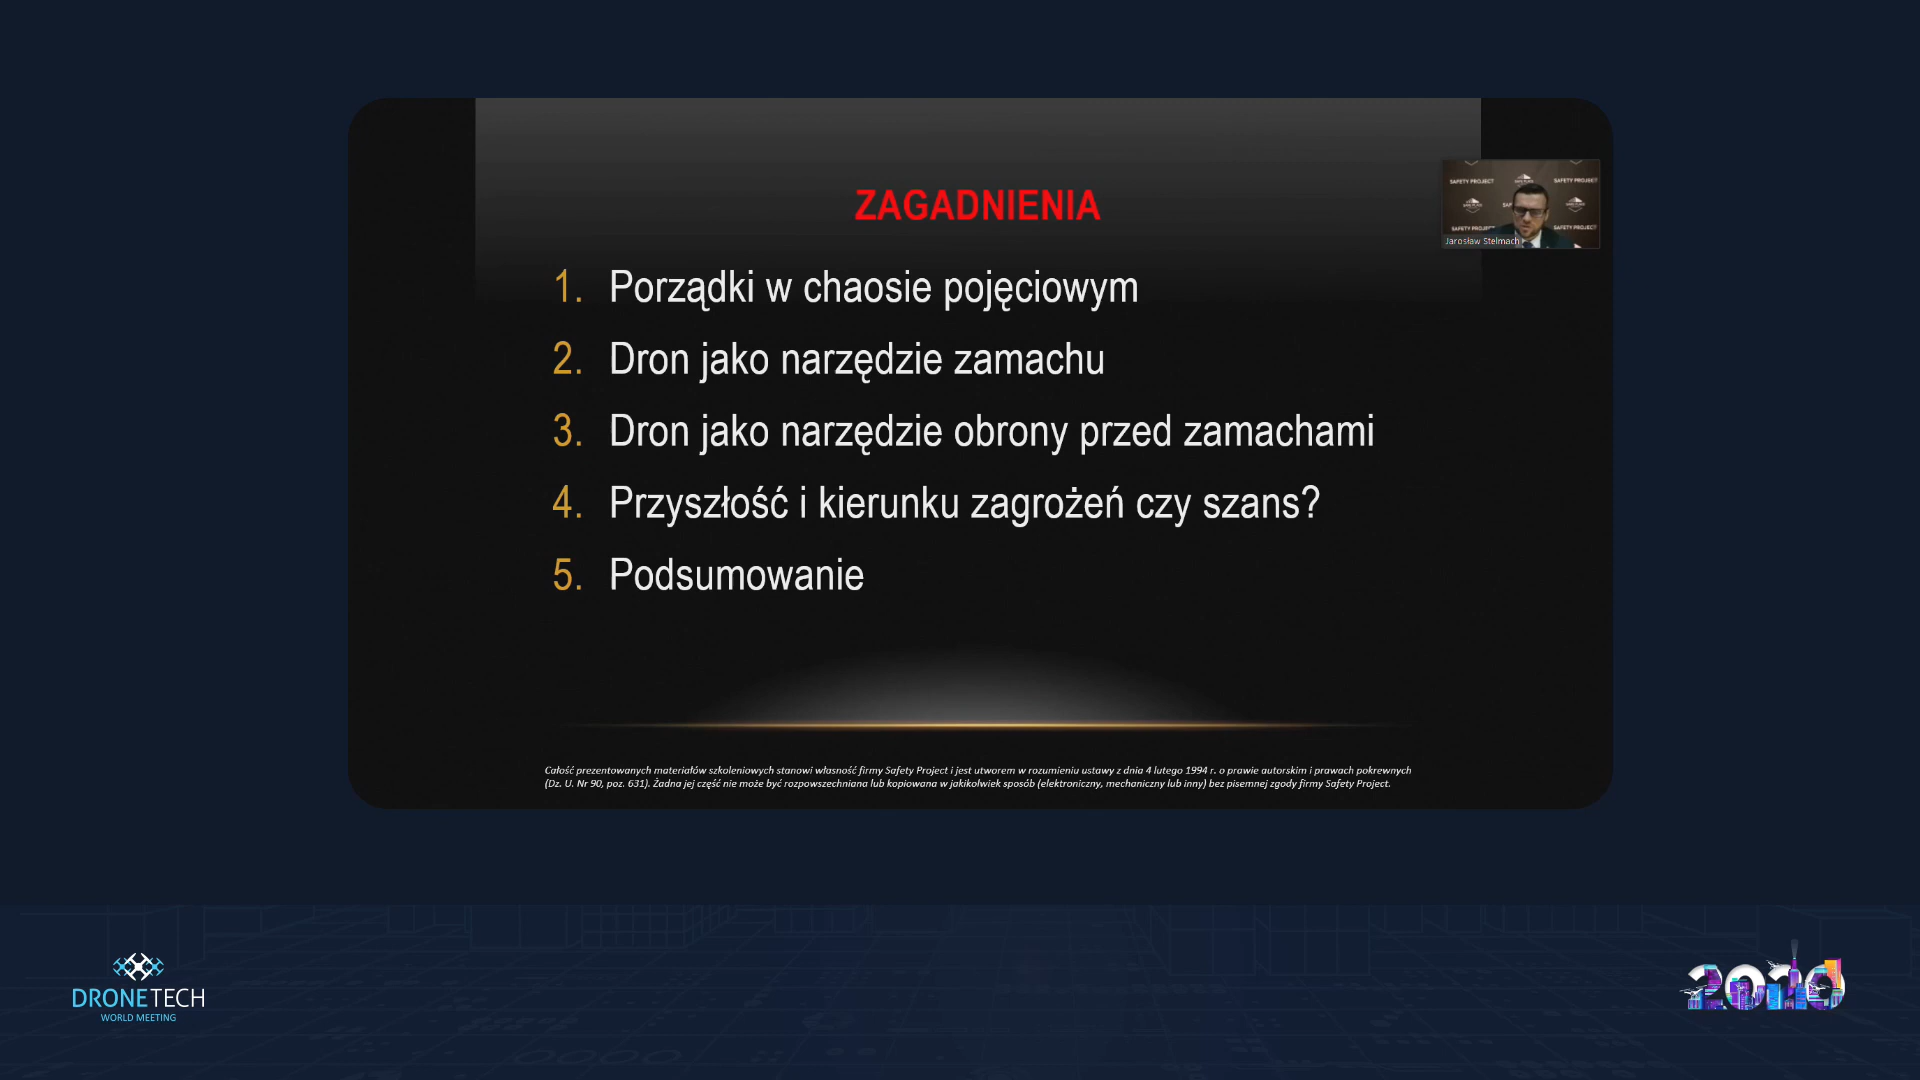 ZAGADNIENIA
1. Porządki w chaosie pojęciowym
2. Dron jako narzędzie zamachu
3. Dron jako narzędzie obrony przed zamachami
4. Przyszłość i kierunku zagrożeń czy szans?
5. Podsumowanie
SAFETY PROJECT
SAFETY PROJECT
SAFETY PROJECT
SAFETY PROJECT
Jarosław Stelmach
Całość prezentowanych materiałów szkoleniowych stanowi własność firmy Safety Project i jest utworem w rozumieniu ustawy z dnia 4 lutego 1994 r. o prawie autorskim i prawach pokrewnych
(Dz. U. Nr 90, poz. 631). Żadna jej część nie może być rozpowszechniana lub kopiowana w jakikolwiek sposób (elektroniczny, mechaniczny lub inny) bez pisemnej zgody firmy Safety Project.
DRONETECH
WORLD MEETING
2020